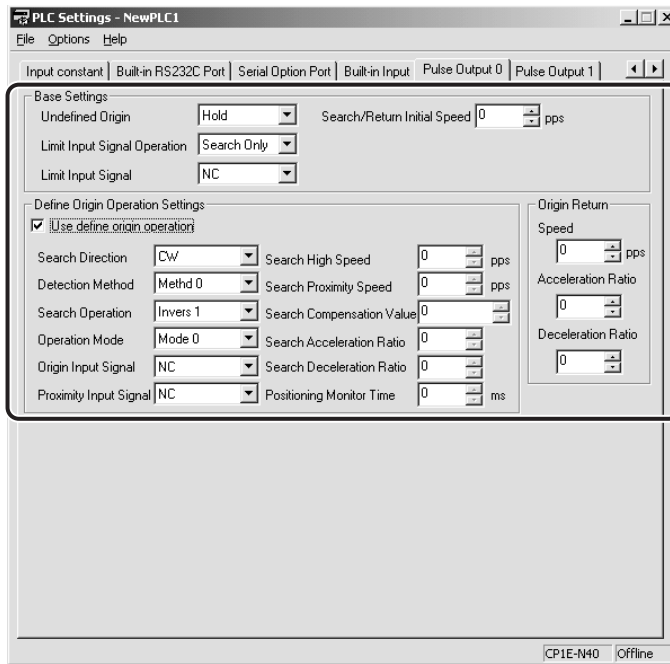 PLC Settings - NewPLC1
File Options Help
Input constant Built-in RS232C Port Serial Option Port Built-in Input Pulse Output 0 Pulse Output 1
Base Settings
Undefined Origin Hold Search/Return Initial Speed 0 pps
Limit Input Signal Operation Search Only
Limit Input Signal NC
Define Origin Operation Settings
Use define origin operation
Search Direction CW Search High Speed 0 pps
Detection Method Methd 0 Search Proximity Speed 0 pps
Search Operation Invers 1 Search Compensation Value 0
Operation Mode Mode 0 Search Acceleration Ratio 0
Origin Input Signal NC Search Deceleration Ratio 0
Proximity Input Signal NC Positioning Monitor Time 0 ms
Origin Return
Speed
0 pps
Acceleration Ratio
0
Deceleration Ratio
0
CP1E-N40 Offline